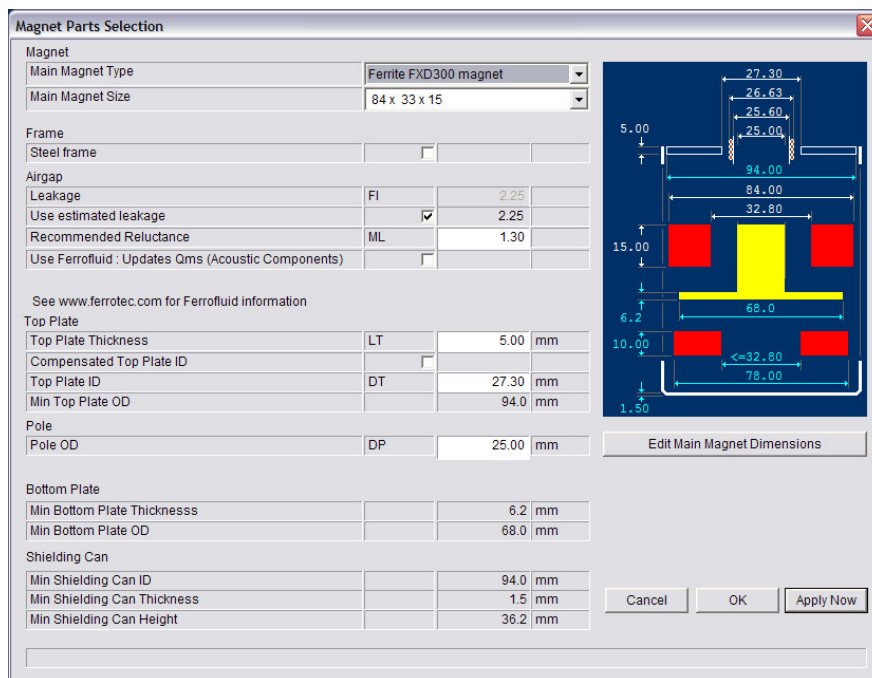 Magnet Parts Selection
Magnet
Main Magnet Type Ferrite FXD300 magnet
Main Magnet Size 84 x 33 x 15
Frame
Steel frame
Airgap
Leakage FI 2.25
Use estimated leakage 2.25
Recommended Reluctance ML 1.30
Use Ferrofluid : Updates Qms (Acoustic Components)
See www.ferrotec.com for Ferrofluid information
Top Plate
Top Plate Thickness LT 5.00 mm
Compensated Top Plate ID
Top Plate ID DT 27.30 mm
Min Top Plate OD 94.0 mm
Pole
Pole OD DP 25.00 mm
Bottom Plate
Min Bottom Plate Thicknesss 6.2 mm
Min Bottom Plate OD 68.0 mm
Shielding Can
Min Shielding Can ID 94.0 mm
Min Shielding Can Thickness 1.5 mm
Min Shielding Can Height 36.2 mm
27.30
26.63
25.60
5.00 25.00
94.00
84.00
32.80
15.00
68.0
6.2
10.00
<=32.80
78.00
1.50
Edit Main Magnet Dimensions
Cancel OK Apply Now